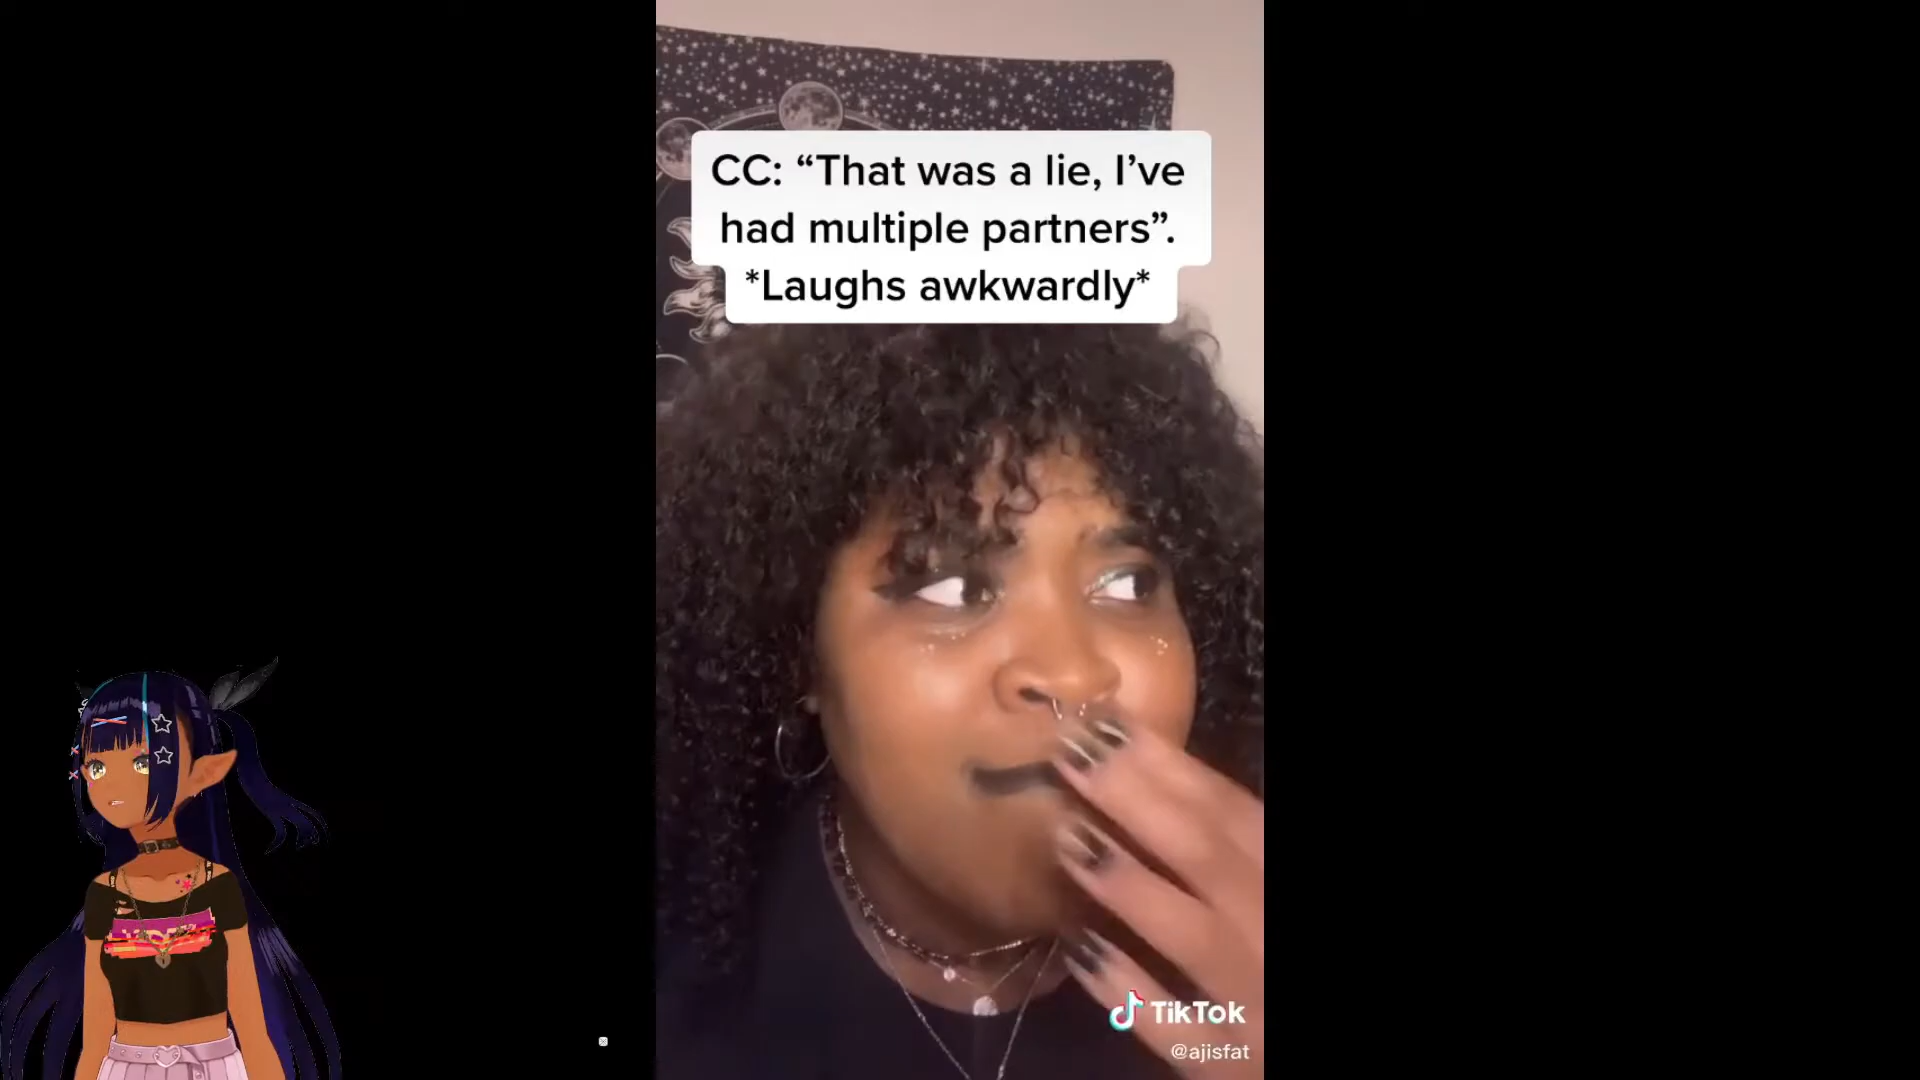 CC: “That was a lie, I’ve
had multiple partners”.
*Laughs awkwardly*
TikTok
@ajisfat